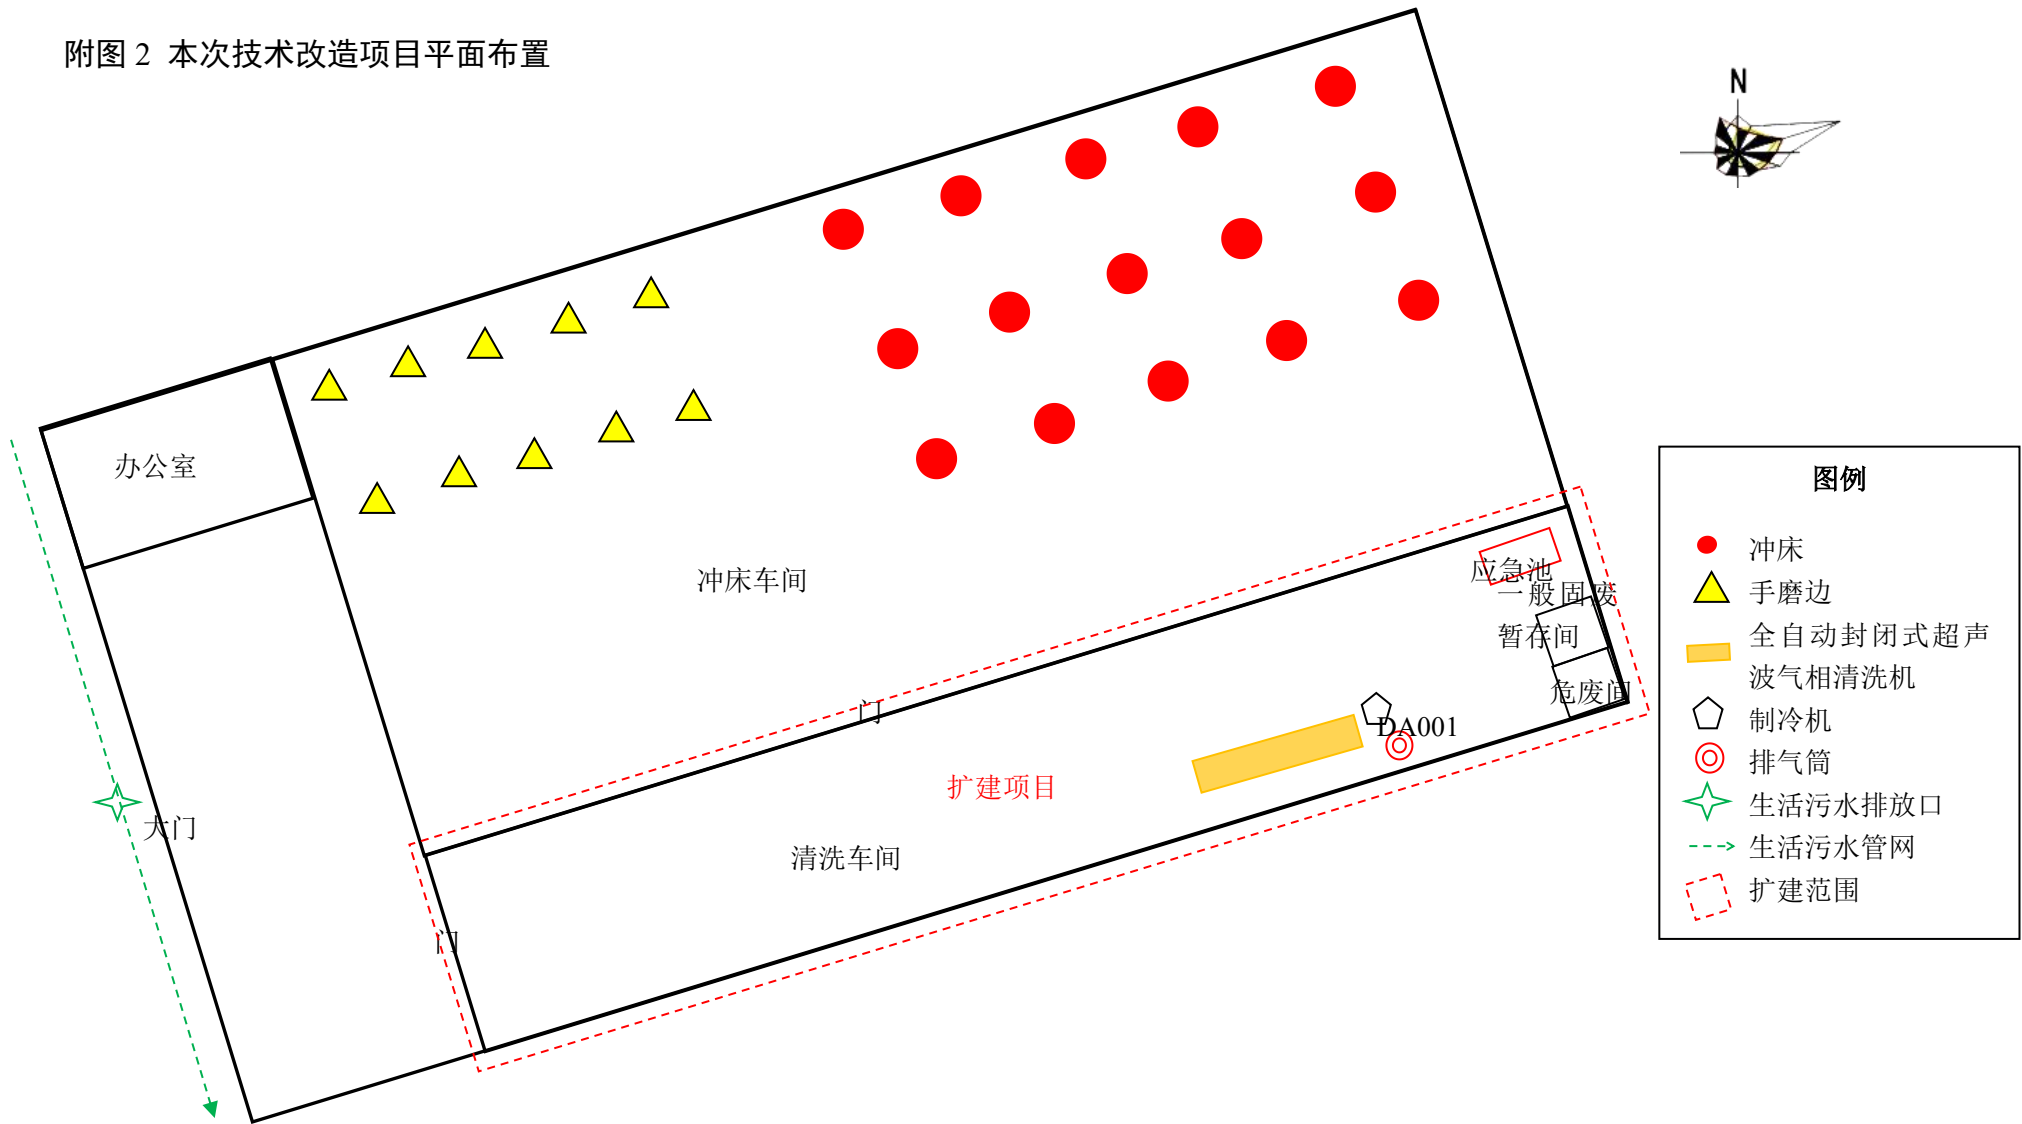 附图 2 本次技术改造项目平面布置
N
办公室
冲床车间
应急池
一般固废
暂存间
危废间
门
DA001
扩建项目
大门
清洗车间
门
图例
冲床
手磨边
全自动封闭式超声
波气相清洗机
制冷机
排气筒
生活污水排放口
生活污水管网
扩建范围